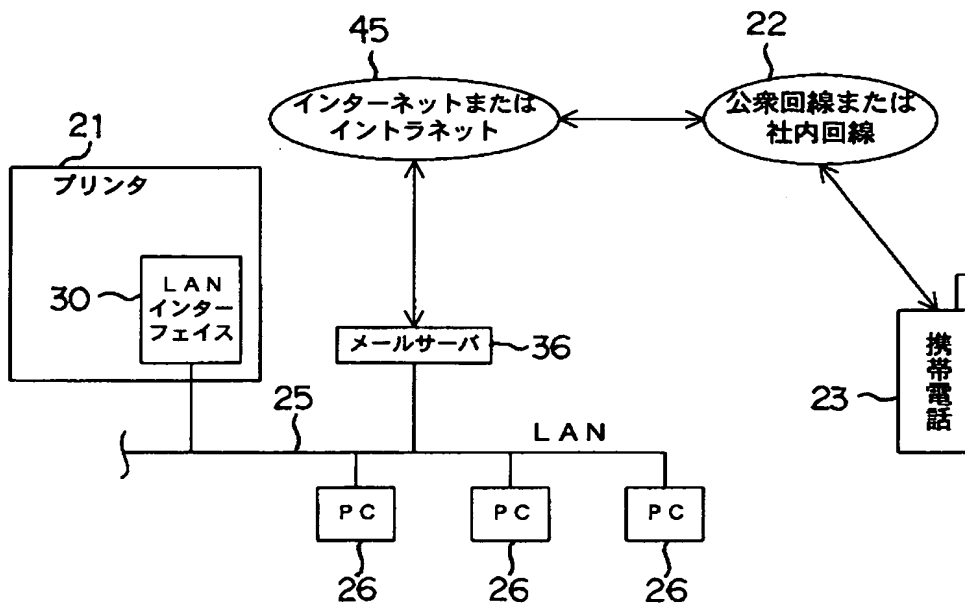 45
22
インターネットまたは
イントラネット
公衆回線または
社内回線
21
プリンタ
30
LAN
インター
フェイス
メールサーバ
36
23
携帯電話
25
LAN
PC
PC
PC
26
26
26